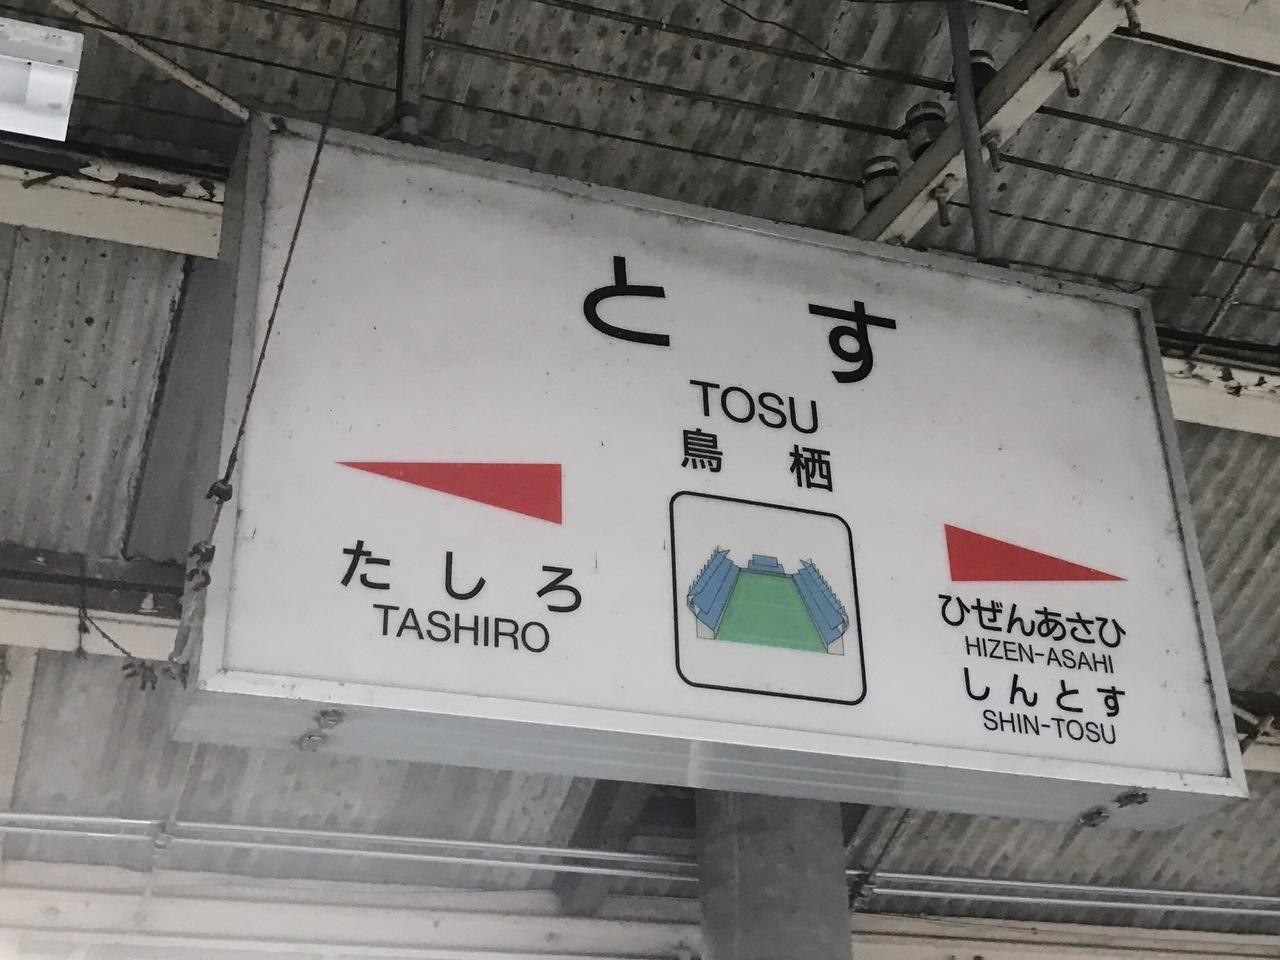 とす
TOSU
鳥栖
たしろ
TASHIRO
ひぜんあさひ
HIZEN-ASAHI
しんとす
SHIN-TOSU